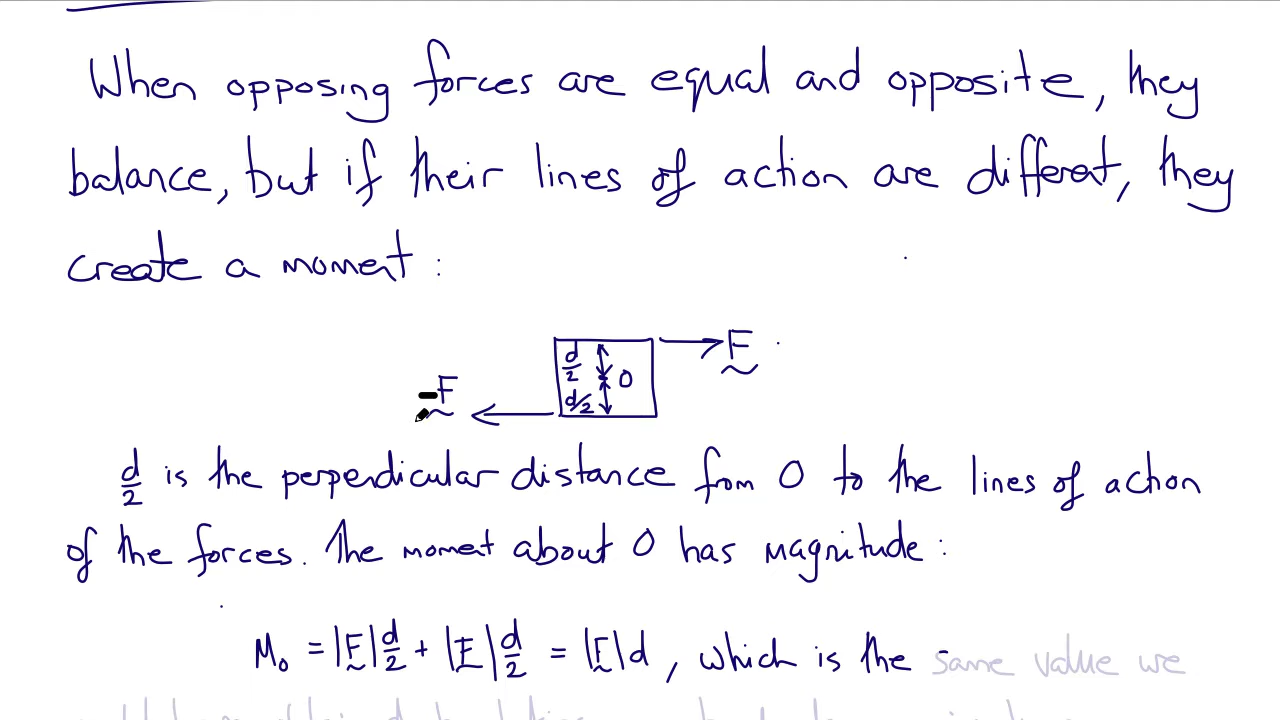 When opposing forces are equal and opposite, they
balance, but if their lines of action are different, they
create a moment :
d/2 O F
-F d/2
d/2 is the perpendicular distance from O to the lines of action
of the forces. The moment about O has magnitude :
M₀ = |F| d/2 + |F| d/2 = |F| d , which is the same value we